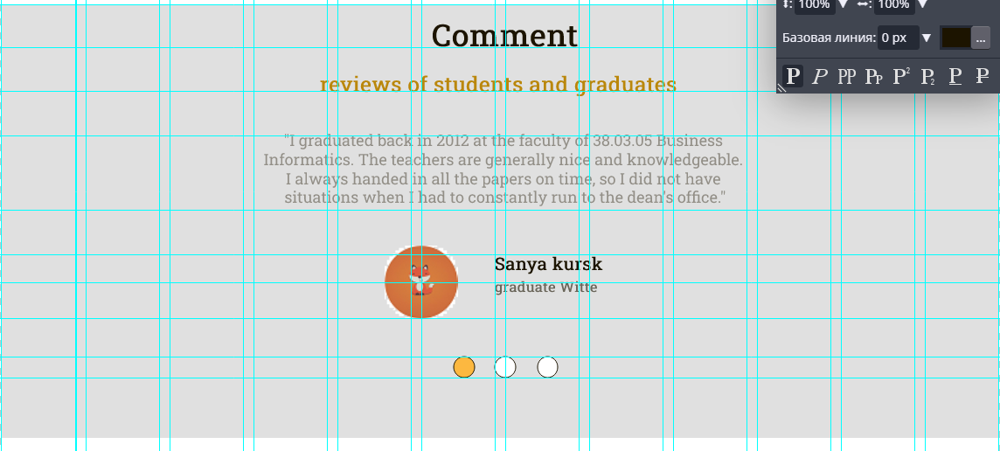 Comment
reviews of students and graduates
"I graduated back in 2012 at the faculty of 38.03.05 Business
Informatics. The teachers are generally nice and knowledgeable.
I always handed in all the papers on time, so I did not have
situations when I had to constantly run to the dean's office."
Sanya kursk
graduate Witte
100% 100%
Базовая линия: 0 px ...
P P PP Pp P² P₂ P P